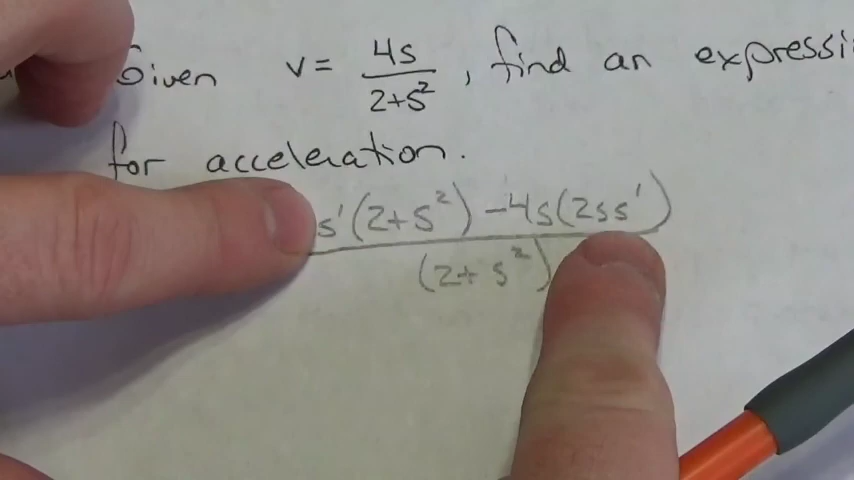 Given v = 4s / 2+s², find an expressi
for acceleration.
s'(2+s²) - 4s(2ss')
(2+s²)